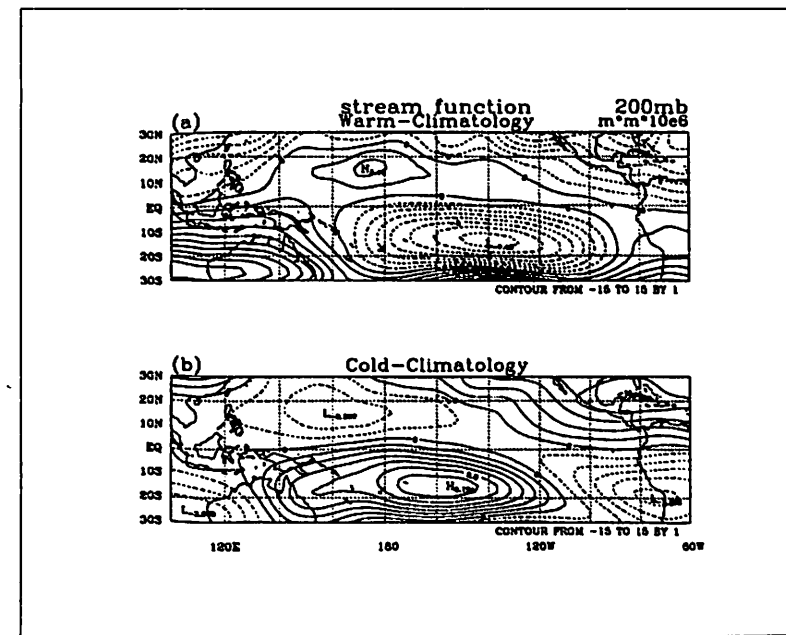 (a) stream function 200mb
Warm-Climatology m*m*10e6
30N
20N
10N
EQ
10S
20S
30S
CONTOUR FROM -15 TO 15 BY 1
(b) Cold-Climatology
30N
20N
10N
EQ
10S
20S
30S
CONTOUR FROM -15 TO 15 BY 1
120E 180 120W 60W